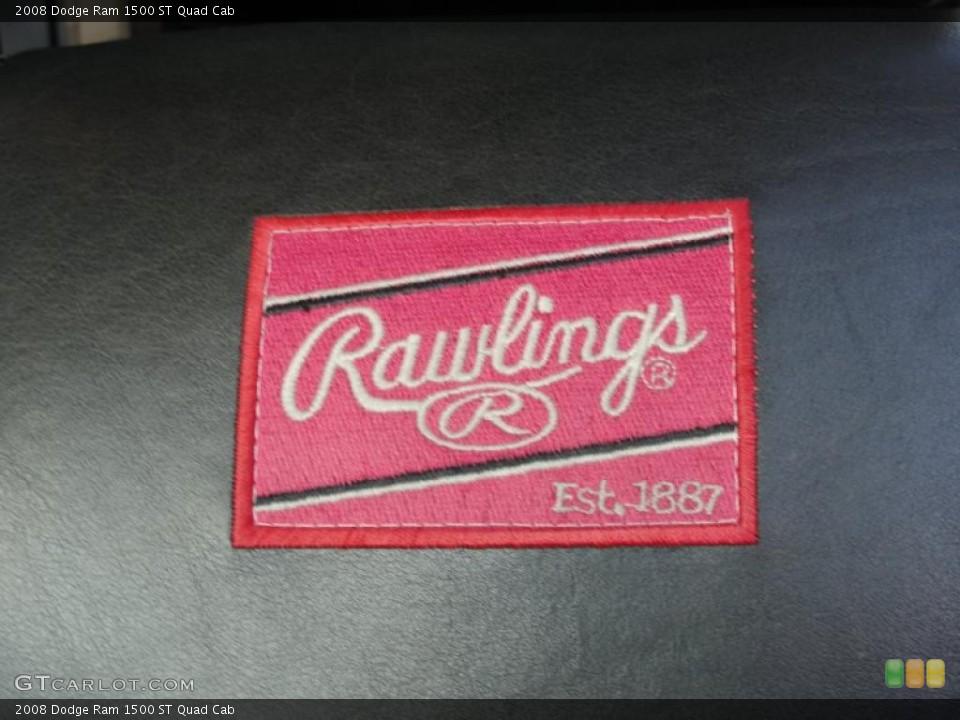 2008 Dodge Ram 1500 ST Quad Cab
Rawlings ®
R
Est. 1887
GTCARLOT.COM
2008 Dodge Ram 1500 ST Quad Cab